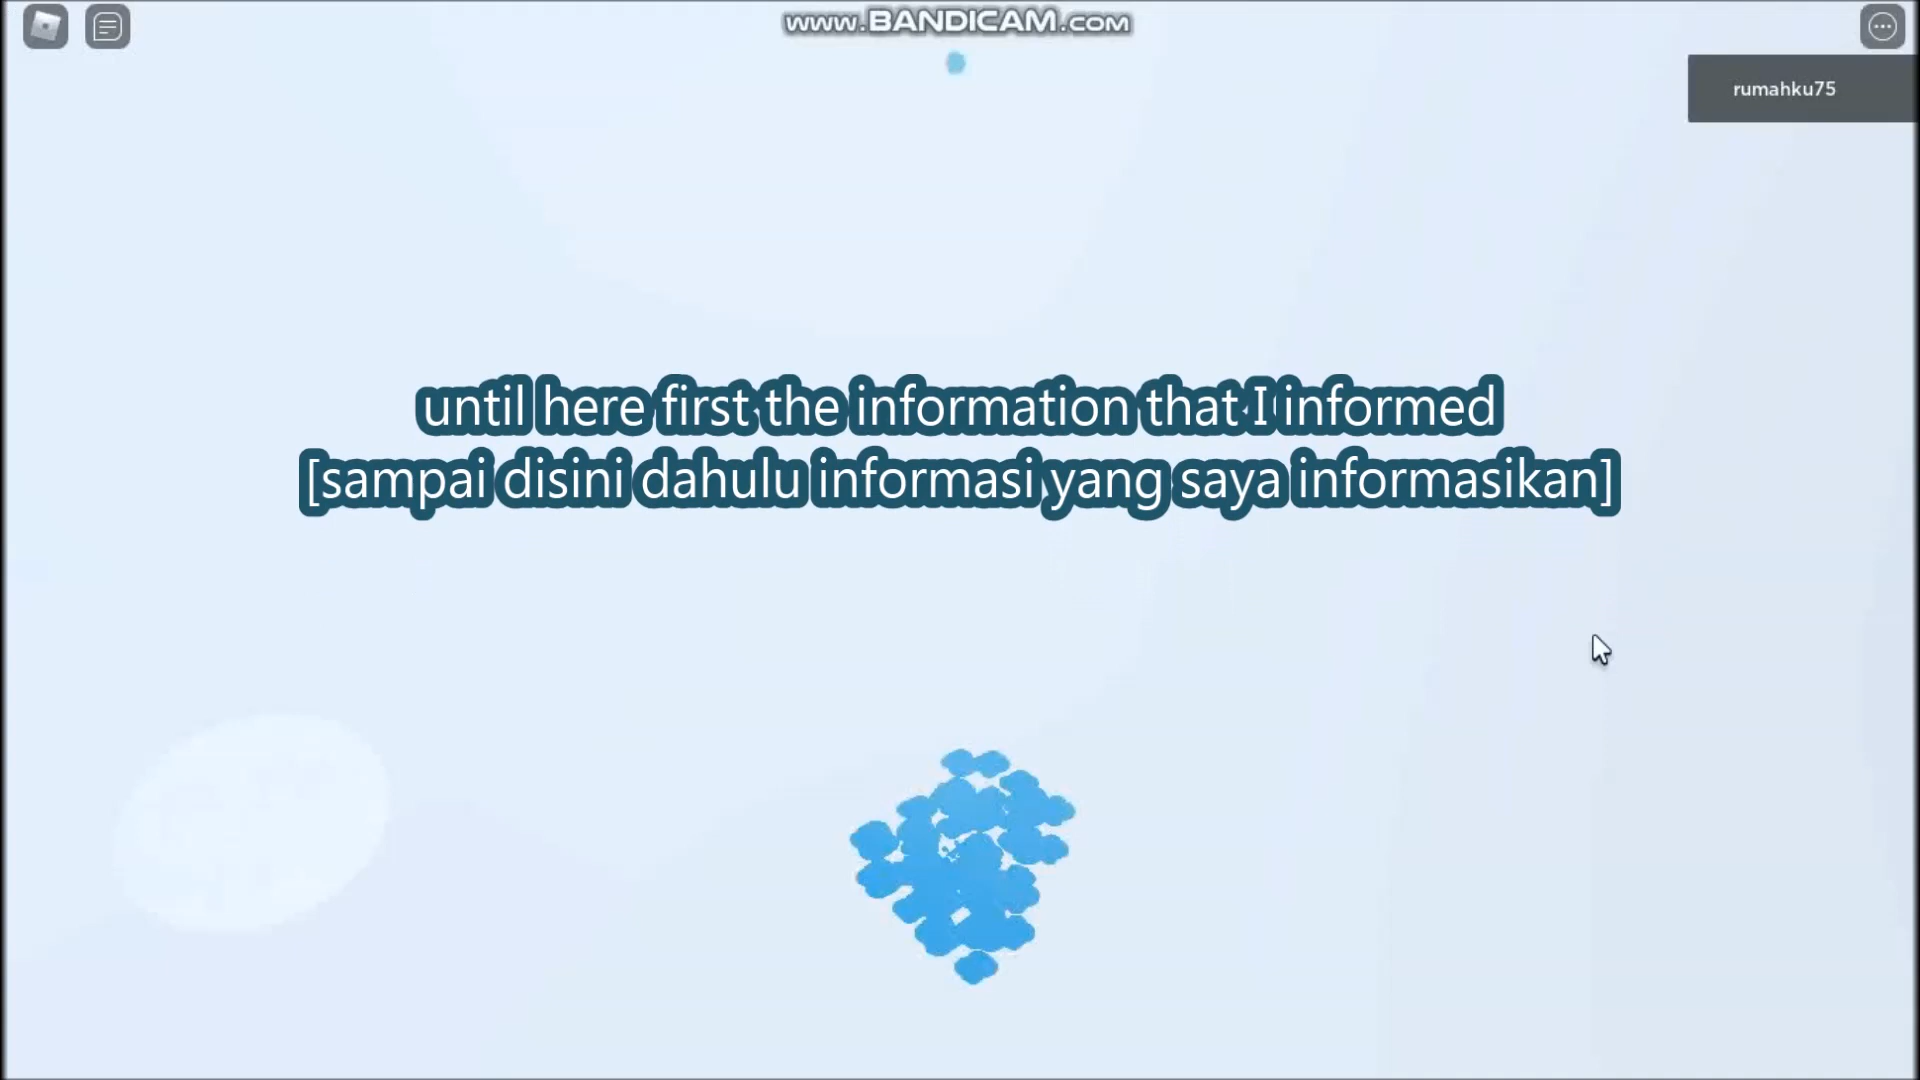 www.BANDICAM.com
rumahku75
until here first the information that I informed
[sampai disini dahulu informasi yang saya informasikan]